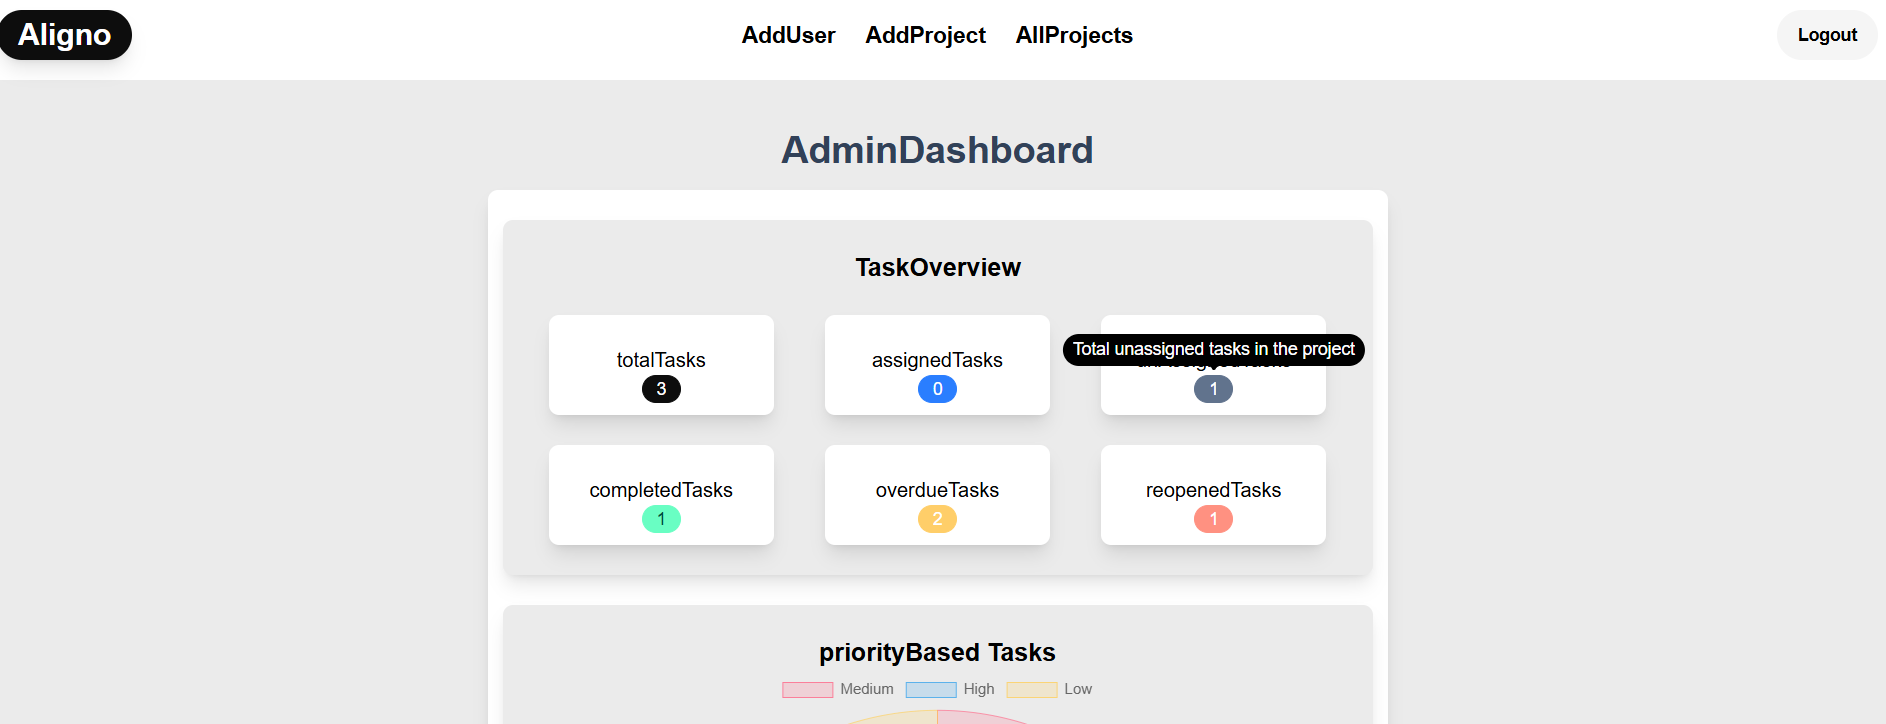 Aligno
AddUser AddProject AllProjects
Logout
AdminDashboard
TaskOverview
totalTasks
3
assignedTasks
0
Total unassigned tasks in the project
1
completedTasks
1
overdueTasks
2
reopenedTasks
1
priorityBased Tasks
Medium High Low